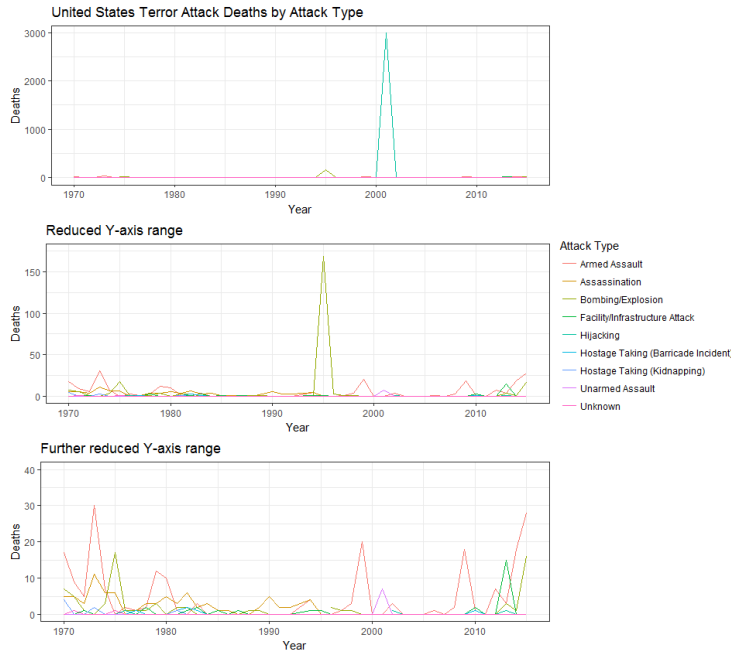 United States Terror Attack Deaths by Attack Type
3000
2000
1000
0
Deaths
1970 1980 1990 2000 2010
Year
Reduced Y-axis range
150
100
50
0
Deaths
1970 1980 1990 2000 2010
Year
Attack Type
Armed Assault
Assassination
Bombing/Explosion
Facility/Infrastructure Attack
Hijacking
Hostage Taking (Barricade Incident)
Hostage Taking (Kidnapping)
Unarmed Assault
Unknown
Further reduced Y-axis range
40
30
20
10
0
Deaths
1970 1980 1990 2000 2010
Year